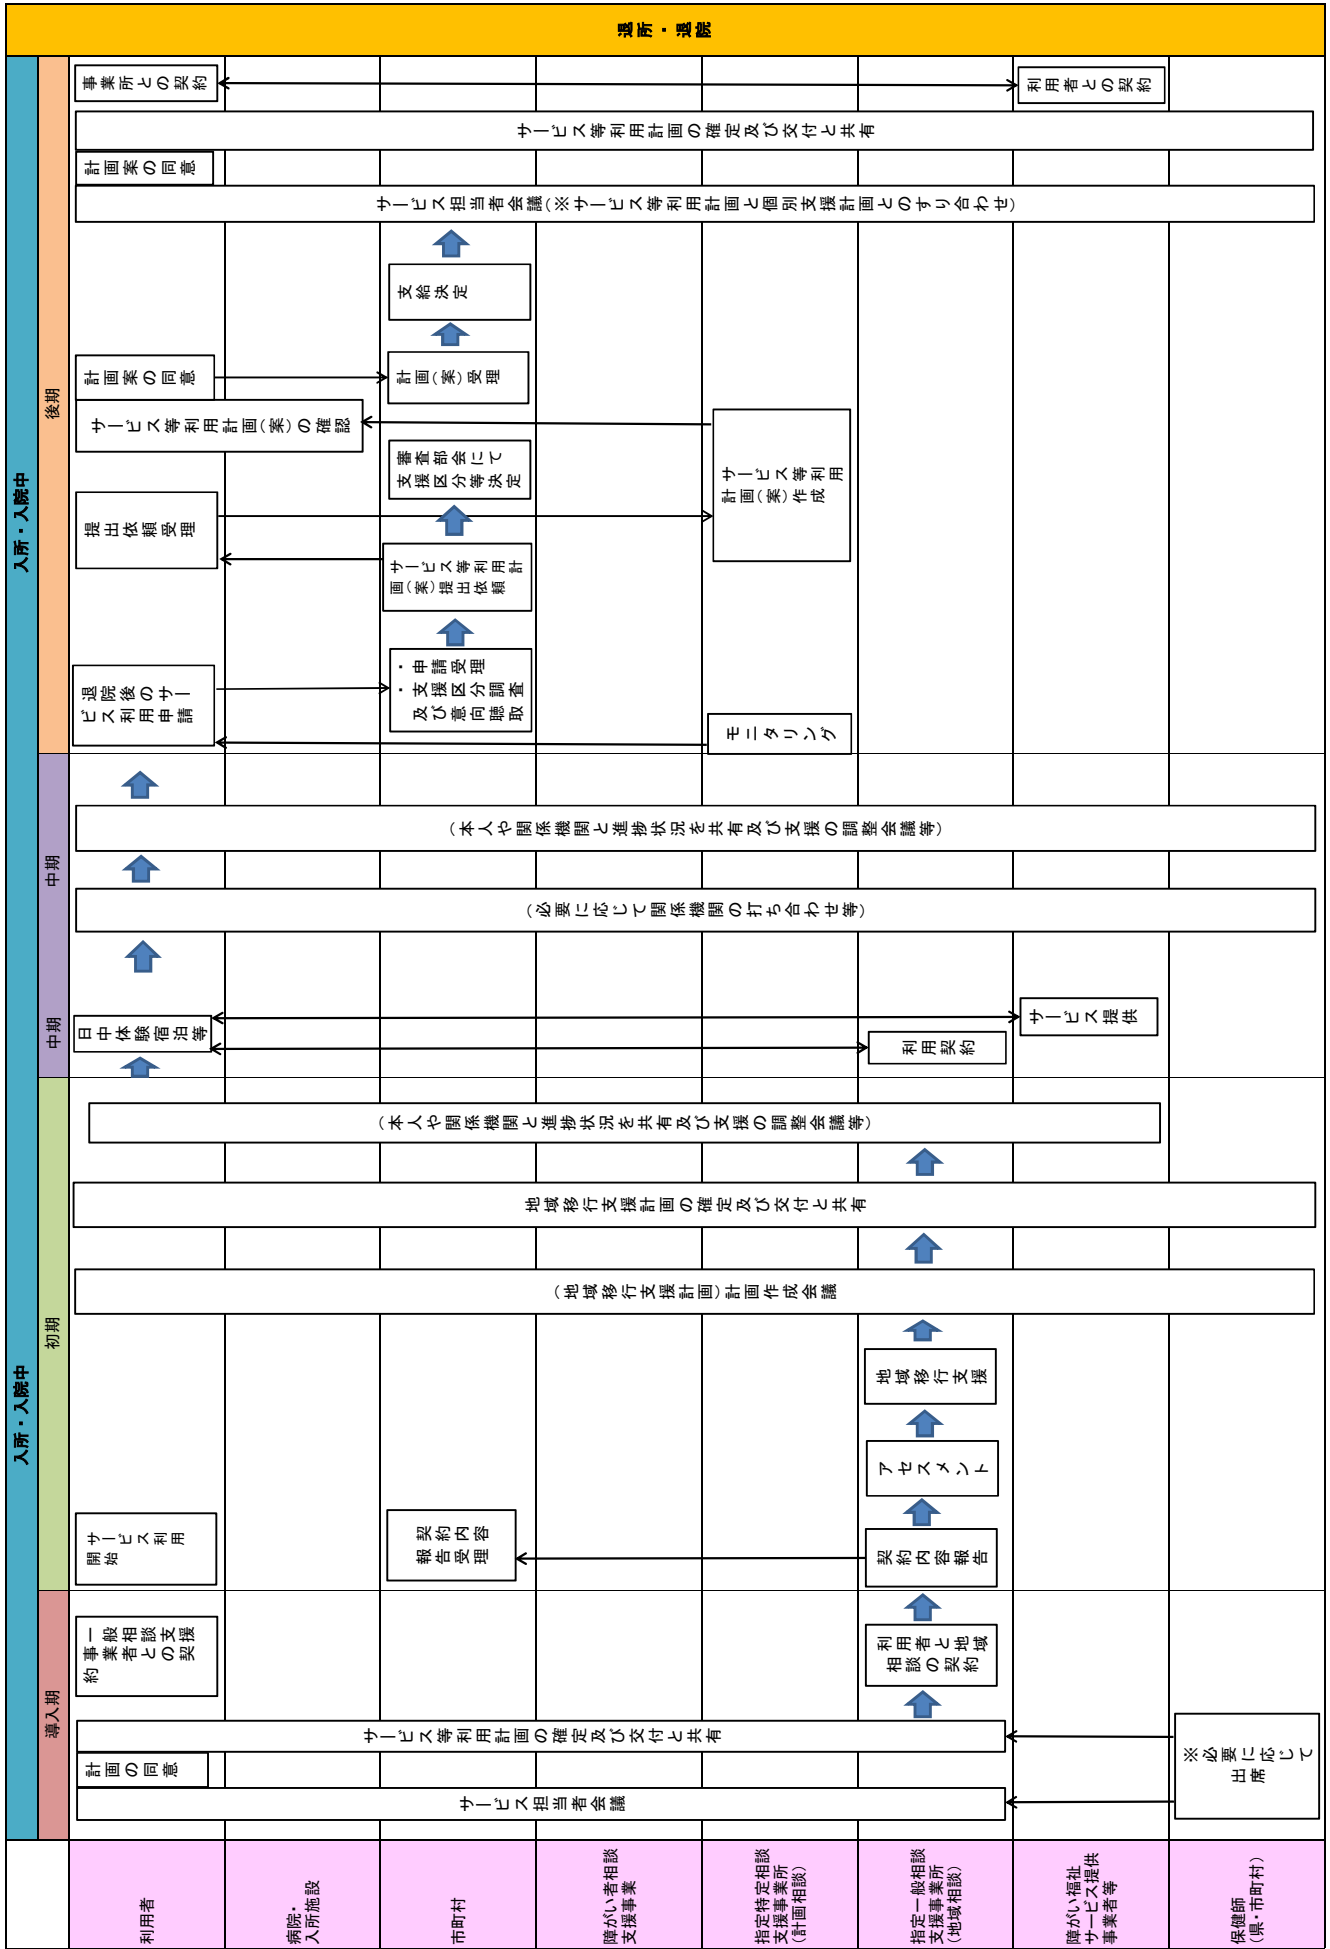 退所・退院
入所・入院中
入所・入院中
導入期
初期
中期
中期
後期
利用者
病院・
入所施設
市町村
障がい者相談
支援事業
指定特定相談
支援事業所
(計画相談)
指定一般相談
支援事業所
(地域相談)
障がい福祉
サービス提供
事業者等
保健師
(県・市町村)
サービス担当者会議
計画の同意
サービス等利用計画の確定及び交付と共有
※必要に応じて
出席
一般相談支援
事業者との契
約
利用者と地域
相談の契約
サービス利用
開始
契約内容
報告受理
契約内容報告
アセスメント
地域移行支援
(地域移行支援計画)計画作成会議
地域移行支援計画の確定及び交付と共有
(本人や関係機関と進捗状況を共有及び支援の調整会議等)
日中体験宿泊等
利用契約
サービス提供
(必要に応じて関係機関の打ち合わせ等)
(本人や関係機関と進捗状況を共有及び支援の調整会議等)
モニタリング
退院後のサー
ビス利用申請
・申請受理
・支援区分調査
及び意向聴取
サービス等利用計
画(案)提出依頼
提出依頼受理
サービス等利用
計画(案)作成
審査部会にて
支援区分等決定
サービス等利用計画(案)の確認
計画案の同意
計画(案)受理
支給決定
サービス担当者会議(※サービス等利用計画と個別支援計画とのすり合わせ)
計画案の同意
サービス等利用計画の確定及び交付と共有
事業所との契約
利用者との契約